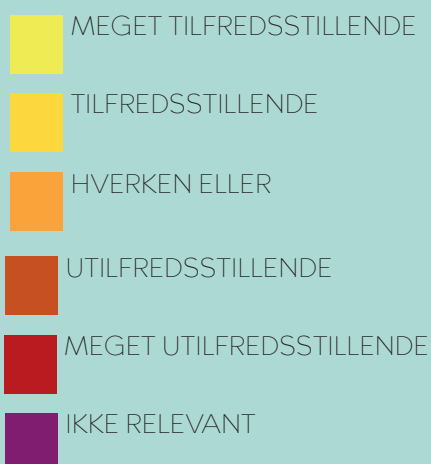 MEGET TILFREDSSTILLENDE
TILFREDSSTILLENDE
HVERKEN ELLER
UTILFREDSSTILLENDE
MEGET UTILFREDSSTILLENDE
IKKE RELEVANT